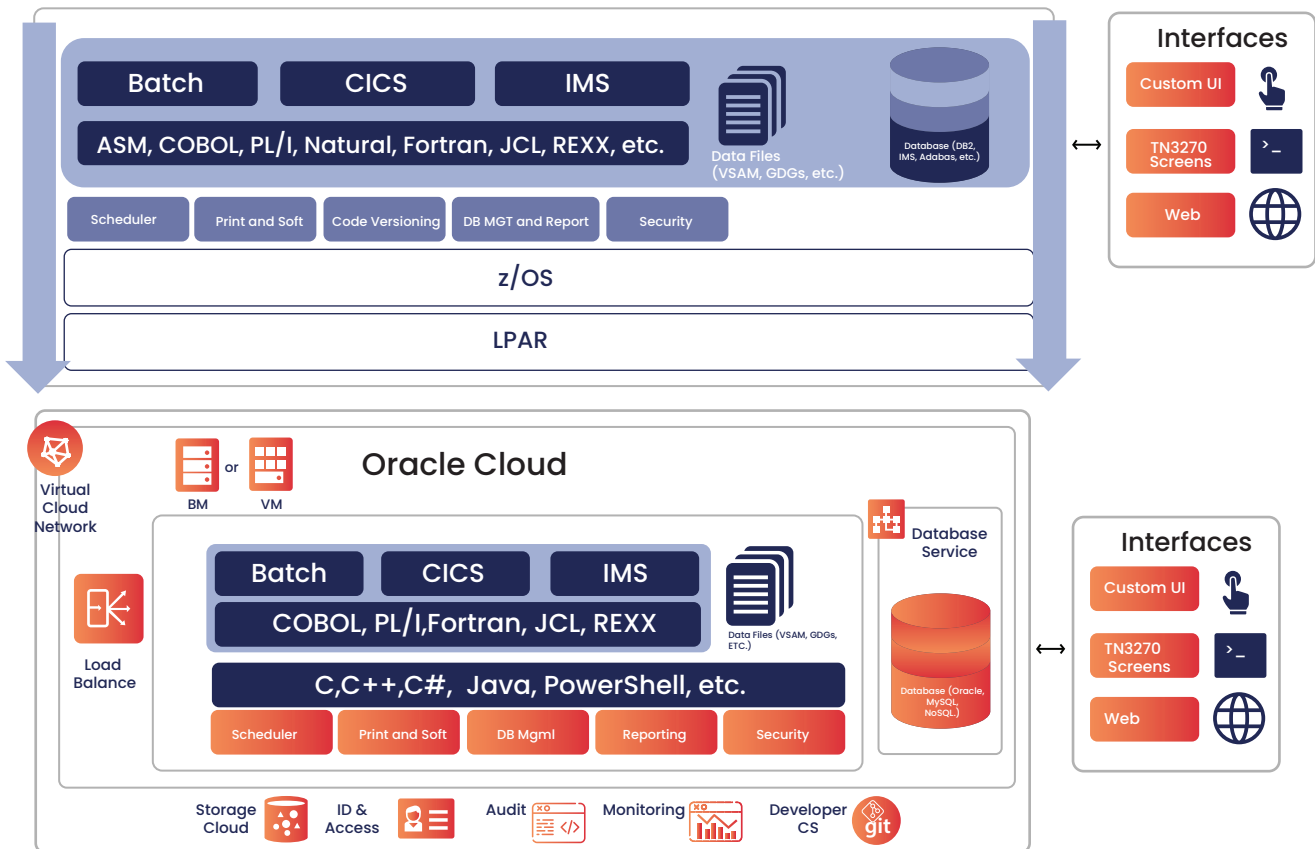 Batch
CICS
IMS
ASM, COBOL, PL/I, Natural, Fortran, JCL, REXX, etc.
Data Files
(VSAM, GDGs, etc.)
Database (DB2,
IMS, Adabas, etc.)
Scheduler
Print and Soft
Code Versioning
DB MGT and Report
Security
z/OS
LPAR
Interfaces
Custom UI
TN3270
Screens
>_
Web
Virtual
Cloud
Network
BM
or
VM
Oracle Cloud
Load
Balance
Batch
CICS
IMS
COBOL, PL/I,Fortran, JCL, REXX
Data Files (VSAM, GDGs,
ETC.)
C,C++,C#, Java, PowerShell, etc.
Scheduler
Print and Soft
DB Mgml
Reporting
Security
Database
Service
Database (Oracle,
MySQL,
NoSQL.)
Interfaces
Custom UI
TN3270
Screens
>_
Web
Storage
Cloud
ID &
Access
Audit
</>
Monitoring
Developer
CS
git